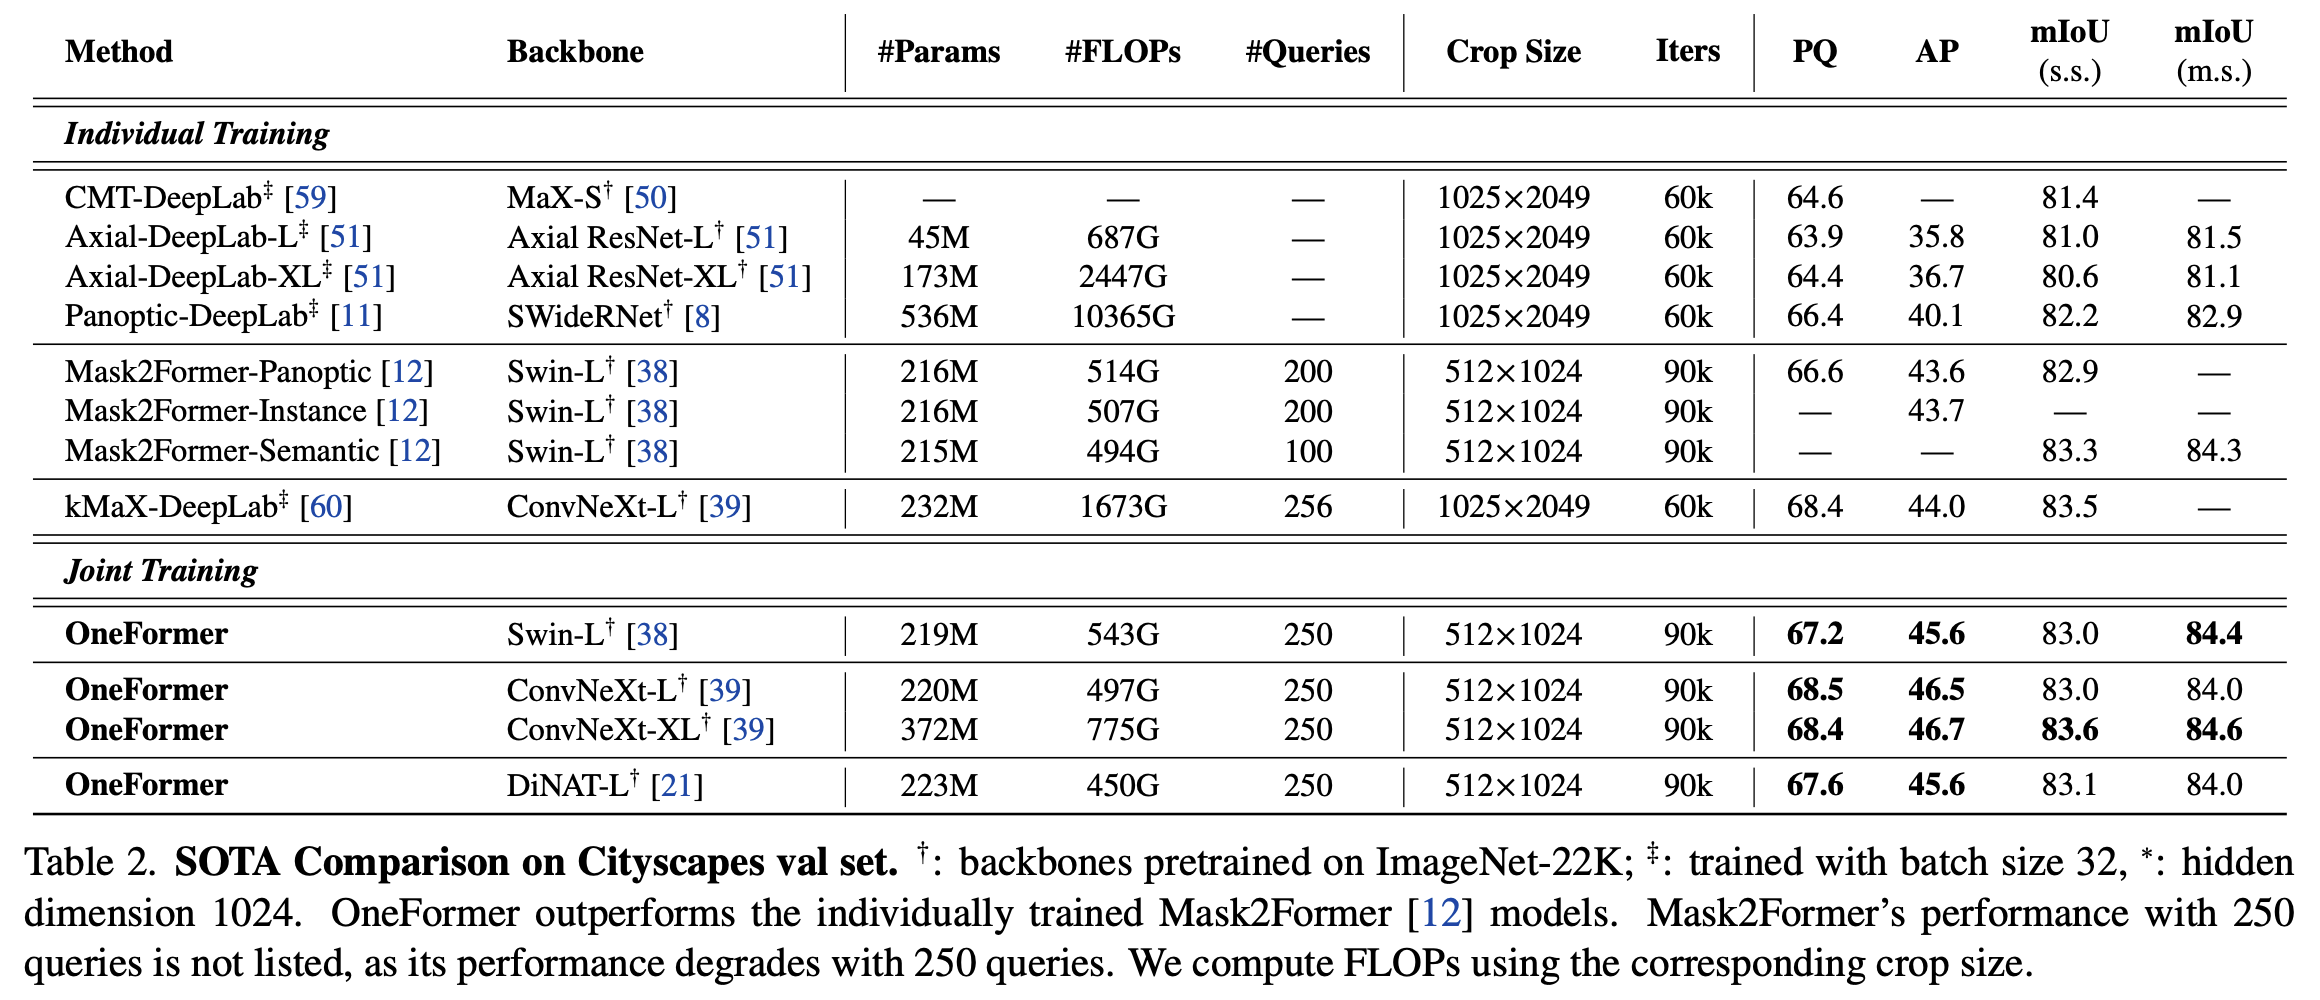 Method Backbone #Params #FLOPs #Queries Crop Size Iters PQ AP mIoU (s.s.) mIoU (m.s.)
Individual Training
CMT-DeepLab‡ [59] MaX-S† [50] — — — 1025×2049 60k 64.6 — 81.4 —
Axial-DeepLab-L‡ [51] Axial ResNet-L† [51] 45M 687G — 1025×2049 60k 63.9 35.8 81.0 81.5
Axial-DeepLab-XL‡ [51] Axial ResNet-XL† [51] 173M 2447G — 1025×2049 60k 64.4 36.7 80.6 81.1
Panoptic-DeepLab‡ [11] SWideRNet† [8] 536M 10365G — 1025×2049 60k 66.4 40.1 82.2 82.9
Mask2Former-Panoptic [12] Swin-L† [38] 216M 514G 200 512×1024 90k 66.6 43.6 82.9 —
Mask2Former-Instance [12] Swin-L† [38] 216M 507G 200 512×1024 90k — 43.7 — —
Mask2Former-Semantic [12] Swin-L† [38] 215M 494G 100 512×1024 90k — — 83.3 84.3
kMaX-DeepLab‡ [60] ConvNeXt-L† [39] 232M 1673G 256 1025×2049 60k 68.4 44.0 83.5 —
Joint Training
OneFormer Swin-L† [38] 219M 543G 250 512×1024 90k 67.2 45.6 83.0 84.4
OneFormer ConvNeXt-L† [39] 220M 497G 250 512×1024 90k 68.5 46.5 83.0 84.0
OneFormer ConvNeXt-XL† [39] 372M 775G 250 512×1024 90k 68.4 46.7 83.6 84.6
OneFormer DiNAT-L† [21] 223M 450G 250 512×1024 90k 67.6 45.6 83.1 84.0
Table 2. SOTA Comparison on Cityscapes val set. †: backbones pretrained on ImageNet-22K; ‡: trained with batch size 32, *: hidden
dimension 1024. OneFormer outperforms the individually trained Mask2Former [12] models. Mask2Former's performance with 250
queries is not listed, as its performance degrades with 250 queries. We compute FLOPs using the corresponding crop size.